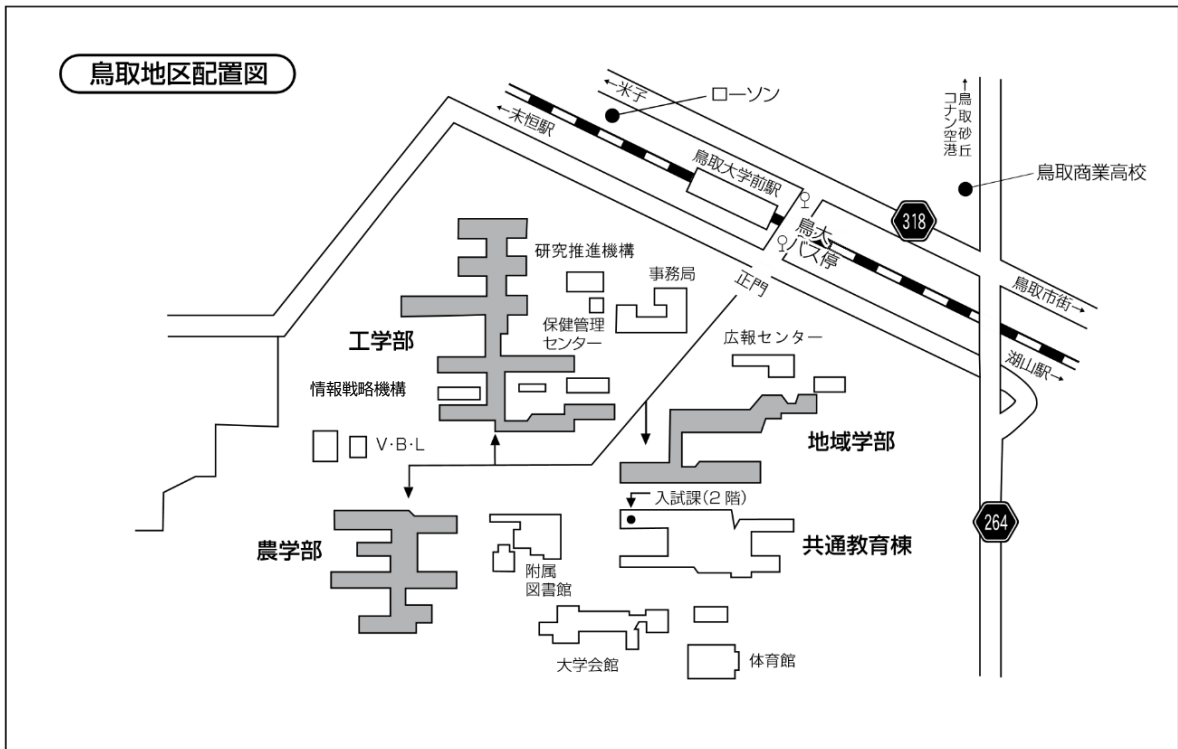 鳥取地区配置図
←米子
ローソン
←末恒駅
鳥取大学前駅
↑鳥取砂丘
コナン空港
鳥取商業高校
318
鳥大
バス停
鳥取市街→
湖山駅→
正門
研究推進機構
事務局
保健管理
センター
工学部
広報センター
情報戦略機構
V・B・L
地域学部
入試課(2階)
264
農学部
共通教育棟
附属
図書館
大学会館
体育館